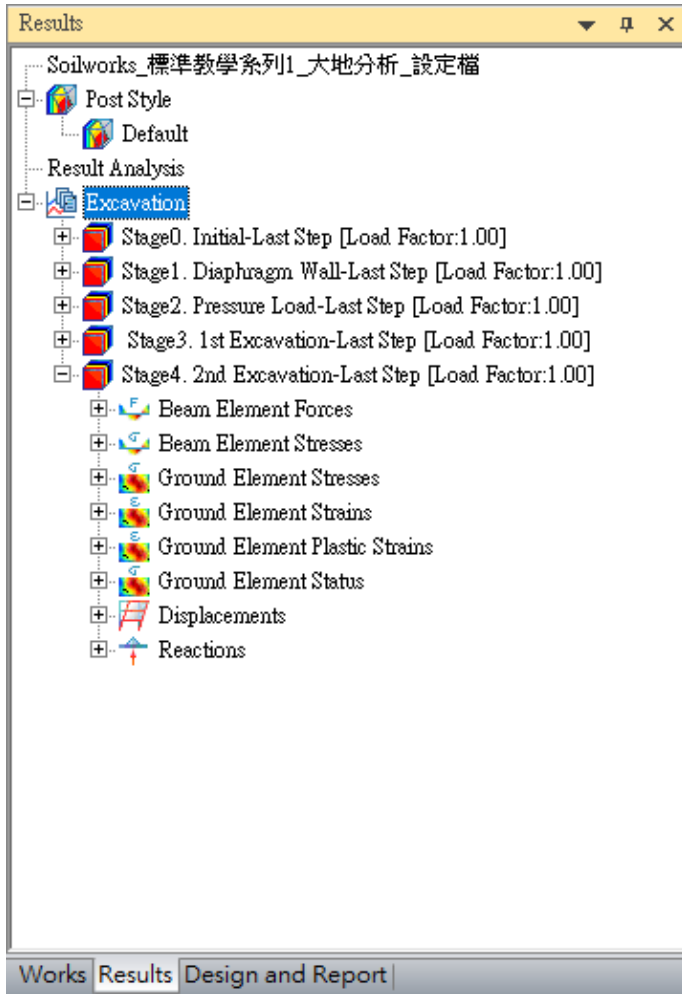 Results
Soilworks_標準教學系列1_大地分析_設定檔
Post Style
Default
Result Analysis
Excavation
Stage0. Initial-Last Step [Load Factor:1.00]
Stage1. Diaphragm Wall-Last Step [Load Factor:1.00]
Stage2. Pressure Load-Last Step [Load Factor:1.00]
Stage3. 1st Excavation-Last Step [Load Factor:1.00]
Stage4. 2nd Excavation-Last Step [Load Factor:1.00]
Beam Element Forces
Beam Element Stresses
Ground Element Stresses
Ground Element Strains
Ground Element Plastic Strains
Ground Element Status
Displacements
Reactions
Works Results Design and Report